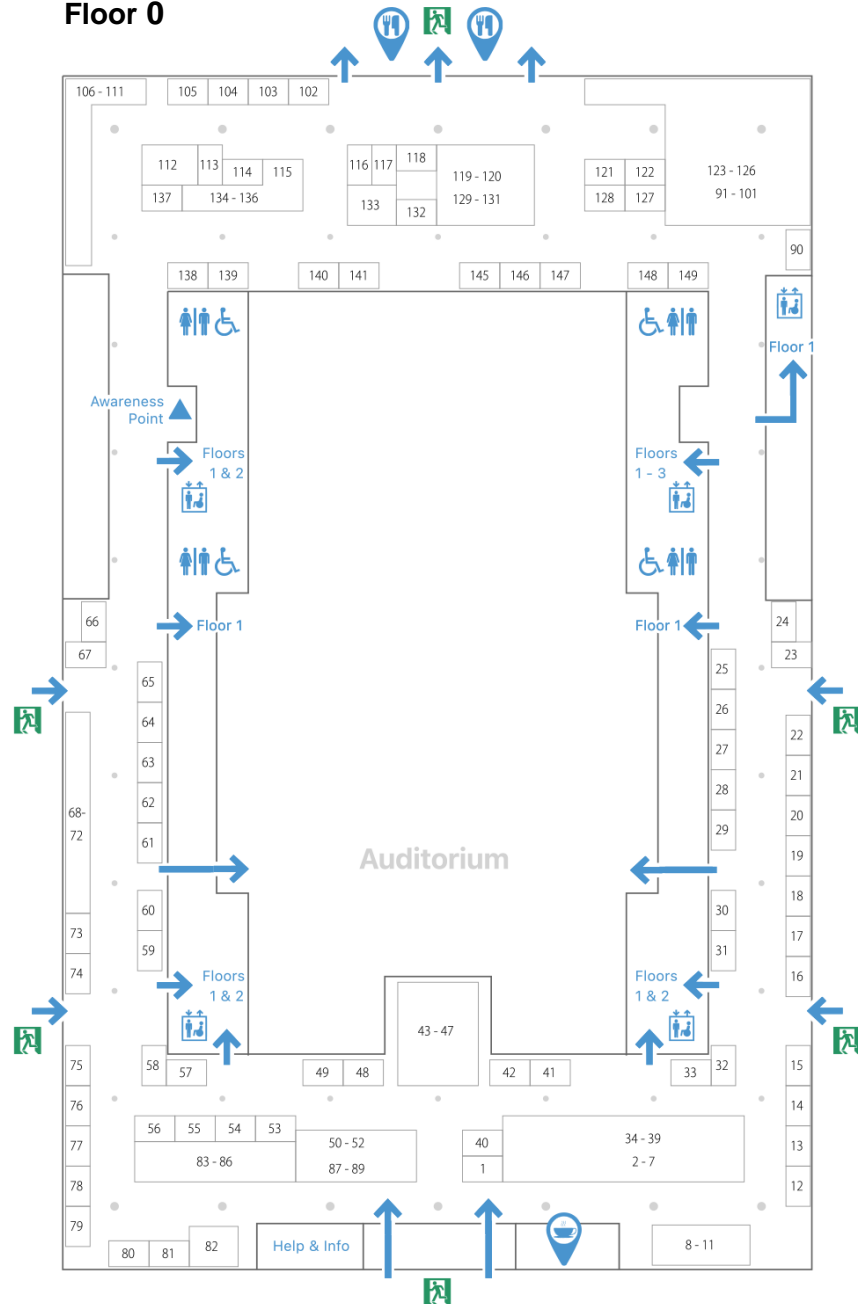 Floor 0
106 - 111
105
104
103
102
112
113
114
115
116
117
118
119 - 120
129 - 131
121
122
123 - 126
91 - 101
137
134 - 136
133
132
128
127
90
138
139
140
141
145
146
147
148
149
Floor 1
Awareness
Point
Floors
1 & 2
Floors
1 - 3
66
67
Floor 1
Floor 1
24
23
65
64
63
62
61
25
26
27
28
29
22
21
20
19
18
17
16
68-
72
Auditorium
73
74
60
59
30
31
Floors
1 & 2
Floors
1 & 2
43 - 47
75
76
77
78
79
58
57
49
48
42
41
33
32
15
14
13
12
56
55
54
53
83 - 86
50 - 52
87 - 89
40
1
34 - 39
2 - 7
80
81
82
Help & Info
8 - 11